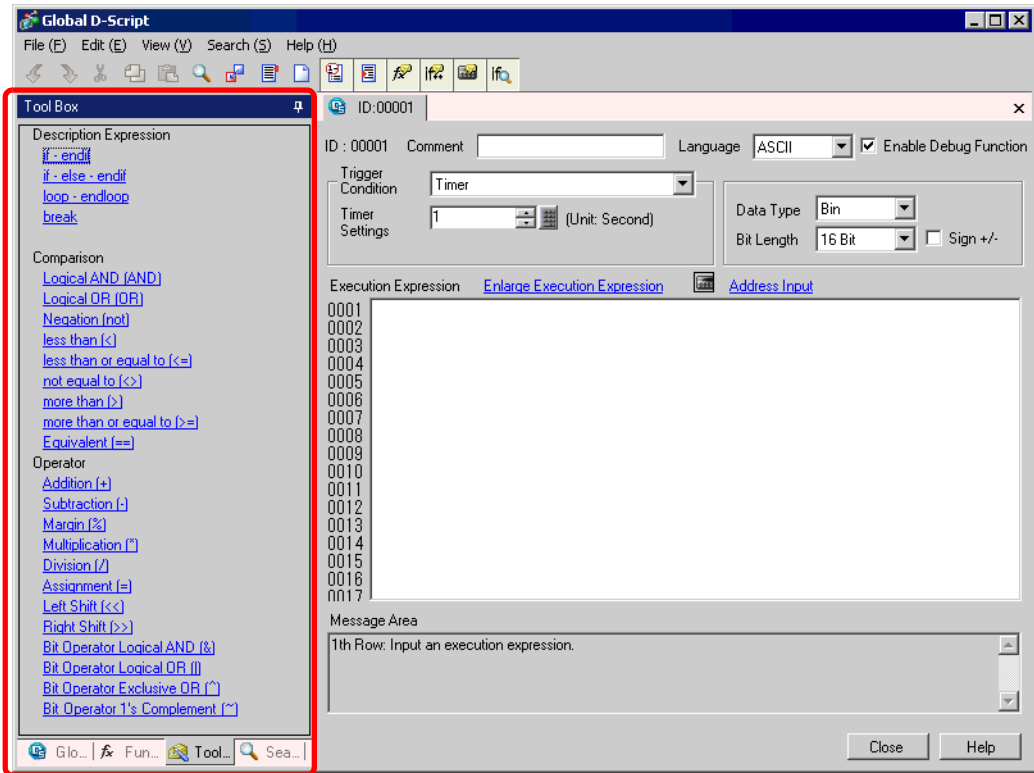 Global D-Script
File (F) Edit (E) View (V) Search (S) Help (H)
Tool Box
Description Expression
if - endif
if - else - endif
loop - endloop
break
Comparison
Logical AND (AND)
Logical OR (OR)
Negation (not)
less than (<)
less than or equal to (<=)
not equal to (<>)
more than (>)
more than or equal to (>=)
Equivalent (==)
Operator
Addition (+)
Subtraction (-)
Margin (%)
Multiplication (*)
Division (/)
Assignment (=)
Left Shift (<<)
Right Shift (>>)
Bit Operator Logical AND (&)
Bit Operator Logical OR (|)
Bit Operator Exclusive OR (^)
Bit Operator 1's Complement (~)
Glo... fx Fun... Tool... Sea...
ID:00001
ID : 00001 Comment Language ASCII Enable Debug Function
Trigger
Condition Timer
Timer
Settings 1 (Unit: Second)
Data Type Bin
Bit Length 16 Bit Sign +/-
Execution Expression Enlarge Execution Expression Address Input
0001
0002
0003
0004
0005
0006
0007
0008
0009
0010
0011
0012
0013
0014
0015
0016
0017
Message Area
1th Row: Input an execution expression.
Close Help